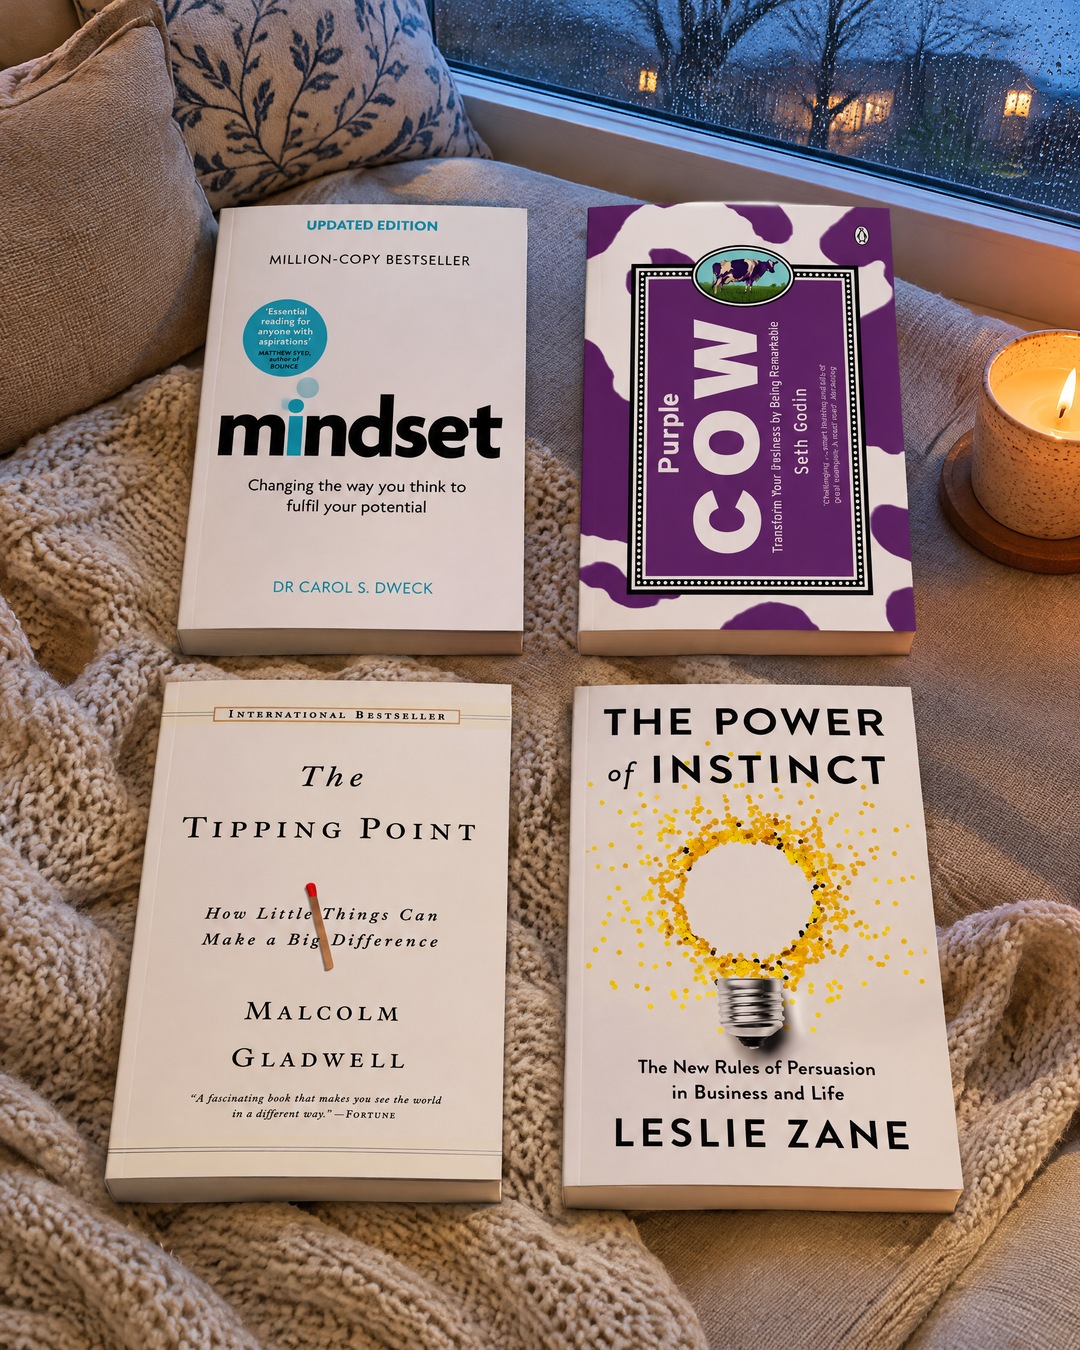 UPDATED EDITION
MILLION-COPY BESTSELLER
'Essential
reading for
anyone with
aspirations'
MATTHEW SYED,
author of
BOUNCE
mindset
Changing the way you think to
fulfil your potential
DR CAROL S. DWECK
Purple
COW
Transform Your Business by Being Remarkable
Seth Godin
INTERNATIONAL BESTSELLER
The
TIPPING POINT
How Little Things Can
Make a Big Difference
MALCOLM
GLADWELL
"A fascinating book that makes you see the world
in a different way." —FORTUNE
THE POWER
of INSTINCT
The New Rules of Persuasion
in Business and Life
LESLIE ZANE